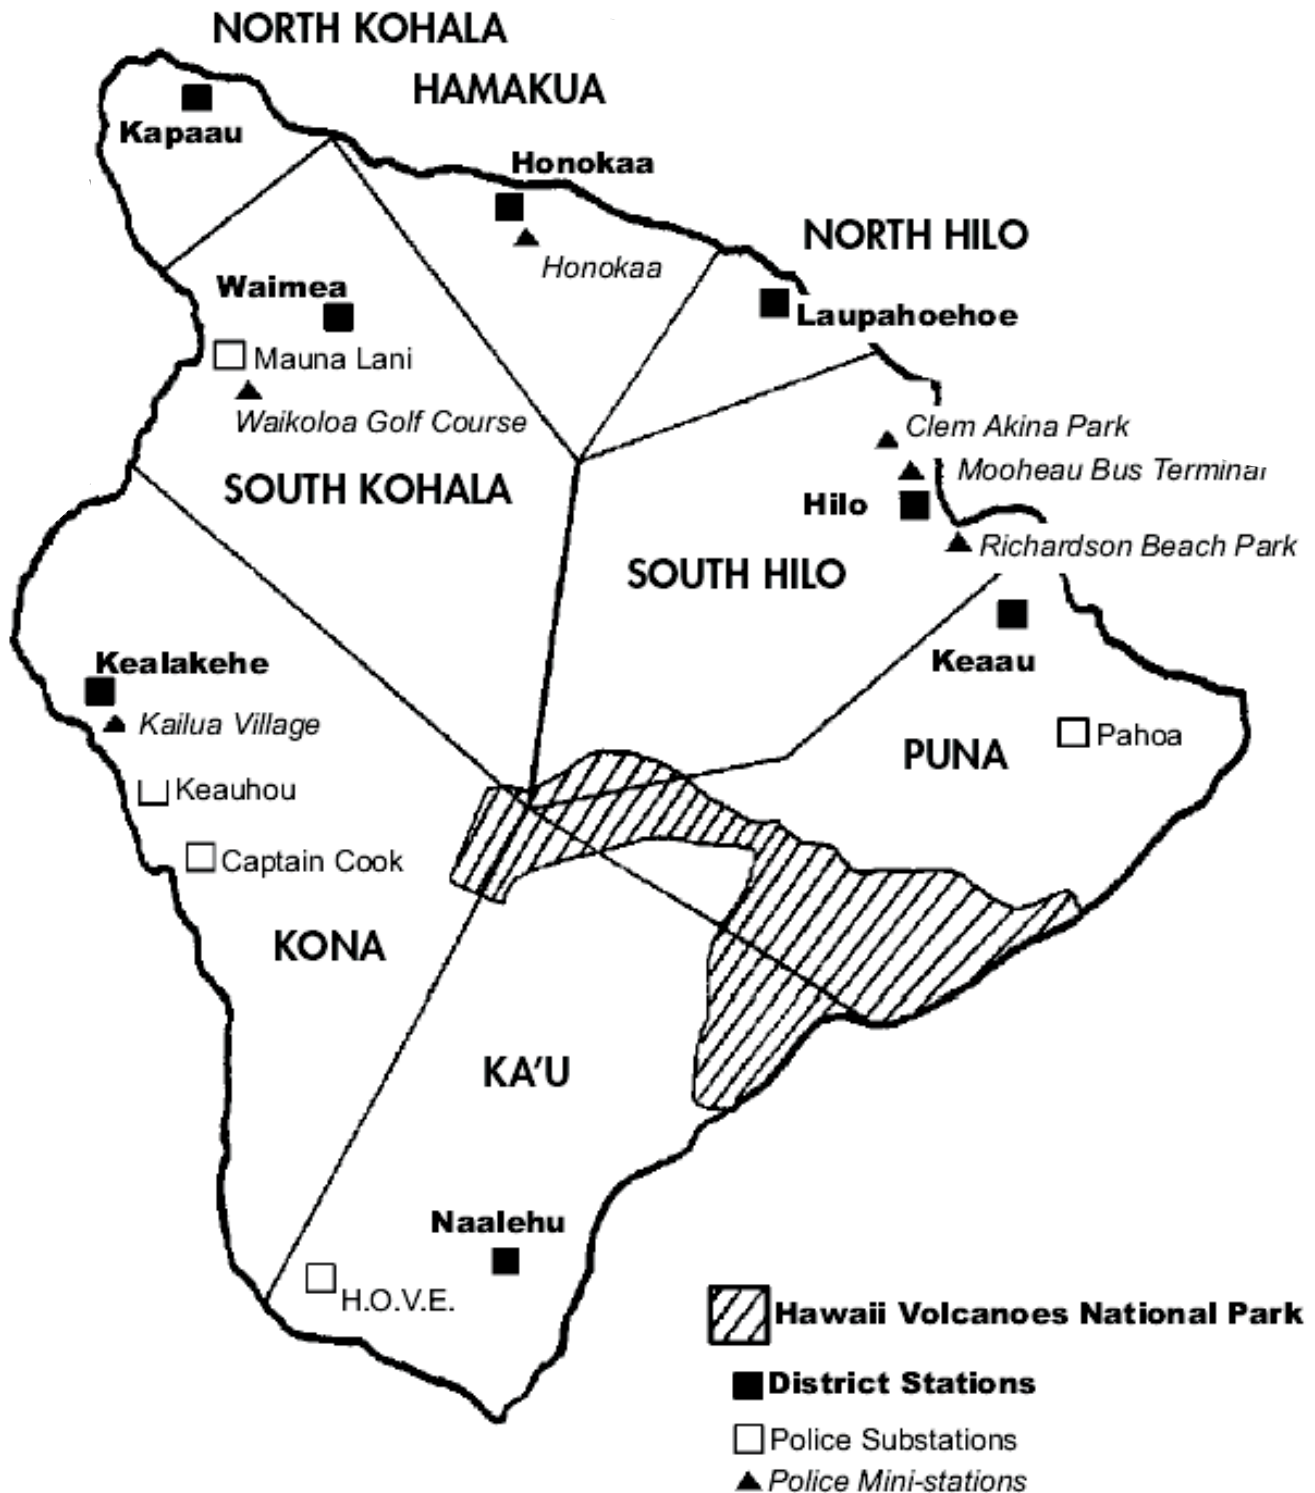 NORTH KOHALA
HAMAKUA
Kapaau
Honokaa
Honokaa
NORTH HILO
Waimea
Laupahoehoe
Mauna Lani
Waikoloa Golf Course
Clem Akina Park
Mooheau Bus Terminal
SOUTH KOHALA
Hilo
Richardson Beach Park
SOUTH HILO
Kealakehe
Keaau
Kailua Village
Pahoa
PUNA
Keauhou
Captain Cook
KONA
KA'U
Naalehu
H.O.V.E.
Hawaii Volcanoes National Park
District Stations
Police Substations
Police Mini-stations